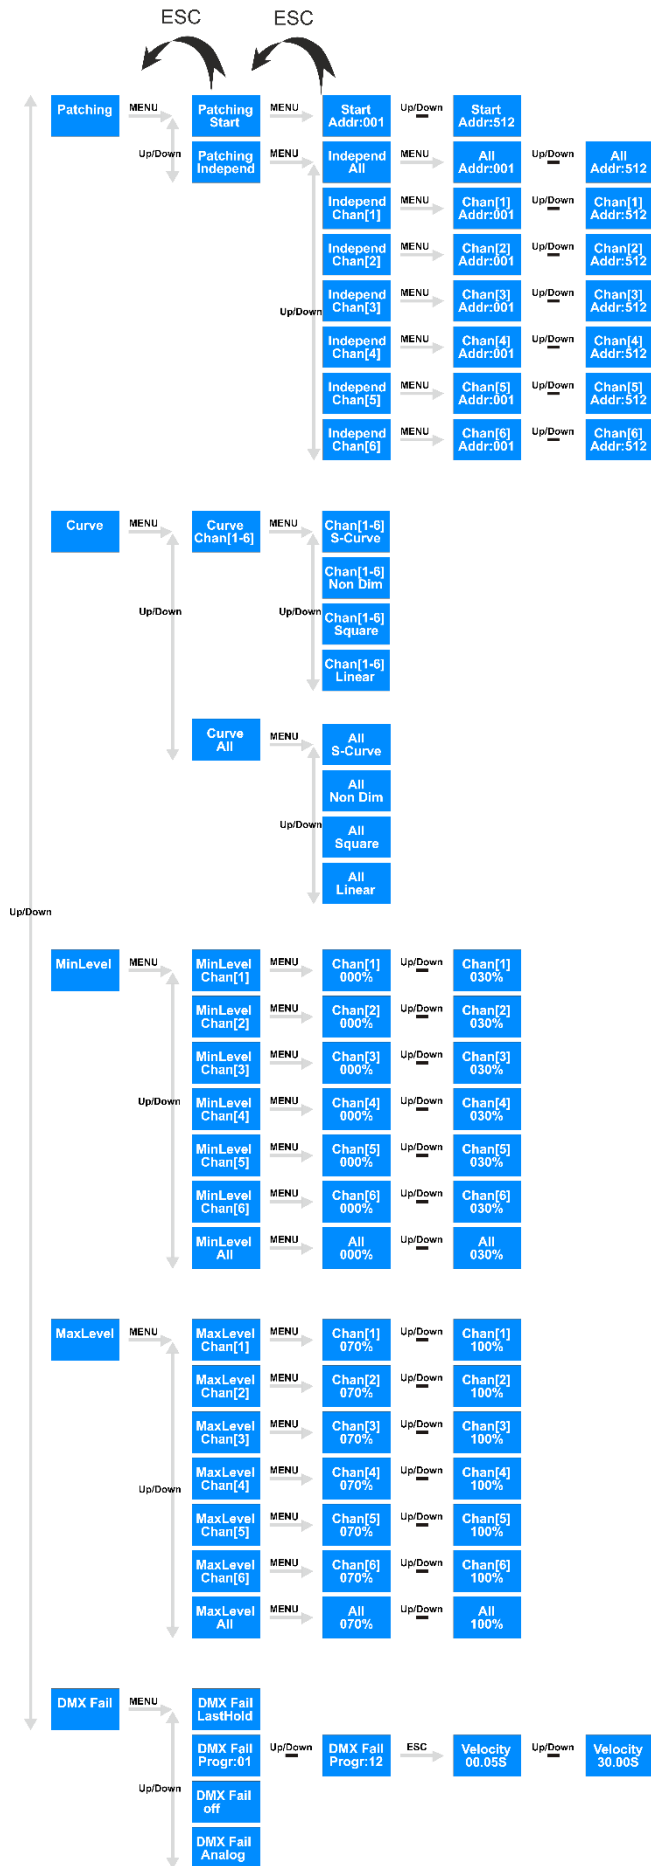 ESC ESC
Patching MENU Patching MENU Start Up/Down Start
Start Addr:001 Addr:512
Up/Down Patching MENU Independ MENU All Up/Down All
Independ All Addr:001 Addr:512
Independ MENU Chan[1] Up/Down Chan[1]
Chan[1] Addr:001 Addr:512
Independ MENU Chan[2] Up/Down Chan[2]
Chan[2] Addr:001 Addr:512
Independ MENU Chan[3] Up/Down Chan[3]
Up/Down Chan[3] Addr:001 Addr:512
Independ MENU Chan[4] Up/Down Chan[4]
Chan[4] Addr:001 Addr:512
Independ MENU Chan[5] Up/Down Chan[5]
Chan[5] Addr:001 Addr:512
Independ MENU Chan[6] Up/Down Chan[6]
Chan[6] Addr:001 Addr:512
Curve MENU Curve MENU Chan[1-6]
Chan[1-6] S-Curve
Chan[1-6]
Non Dim
Up/Down Up/Down Chan[1-6]
Square
Chan[1-6]
Linear
Curve MENU All
All S-Curve
All
Non Dim
Up/Down All
Square
All
Linear
Up/Down
MinLevel MENU MinLevel MENU Chan[1] Up/Down Chan[1]
Chan[1] 000% 030%
MinLevel MENU Chan[2] Up/Down Chan[2]
Chan[2] 000% 030%
MinLevel MENU Chan[3] Up/Down Chan[3]
Chan[3] 000% 030%
Up/Down MinLevel MENU Chan[4] Up/Down Chan[4]
Chan[4] 000% 030%
MinLevel MENU Chan[5] Up/Down Chan[5]
Chan[5] 000% 030%
MinLevel MENU Chan[6] Up/Down Chan[6]
Chan[6] 000% 030%
MinLevel MENU All Up/Down All
All 000% 030%
MaxLevel MENU MaxLevel MENU Chan[1] Up/Down Chan[1]
Chan[1] 070% 100%
MaxLevel MENU Chan[2] Up/Down Chan[2]
Chan[2] 070% 100%
MaxLevel MENU Chan[3] Up/Down Chan[3]
Chan[3] 070% 100%
MaxLevel MENU Chan[4] Up/Down Chan[4]
Up/Down Chan[4] 070% 100%
MaxLevel MENU Chan[5] Up/Down Chan[5]
Chan[5] 070% 100%
MaxLevel MENU Chan[6] Up/Down Chan[6]
Chan[6] 070% 100%
MaxLevel MENU All Up/Down All
All 070% 100%
DMX Fail MENU DMX Fail
LastHold
DMX Fail Up/Down DMX Fail ESC Velocity Up/Down Velocity
Progr:01 Progr:12 00.05S 30.00S
Up/Down DMX Fail
off
DMX Fail
Analog